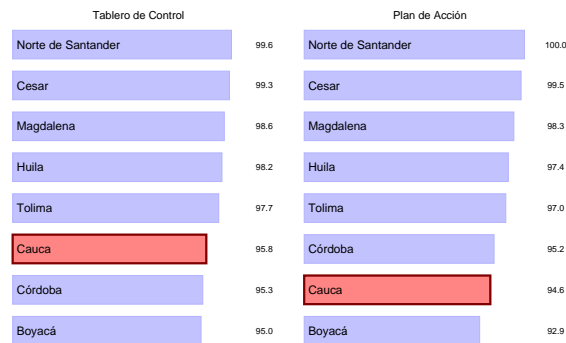 Tablero de Control
Norte de Santander 99.6
Cesar 99.3
Magdalena 98.6
Huila 98.2
Tolima 97.7
Cauca 95.8
Córdoba 95.3
Boyacá 95.0
Plan de Acción
Norte de Santander 100.0
Cesar 99.5
Magdalena 98.3
Huila 97.4
Tolima 97.0
Córdoba 95.2
Cauca 94.6
Boyacá 92.9